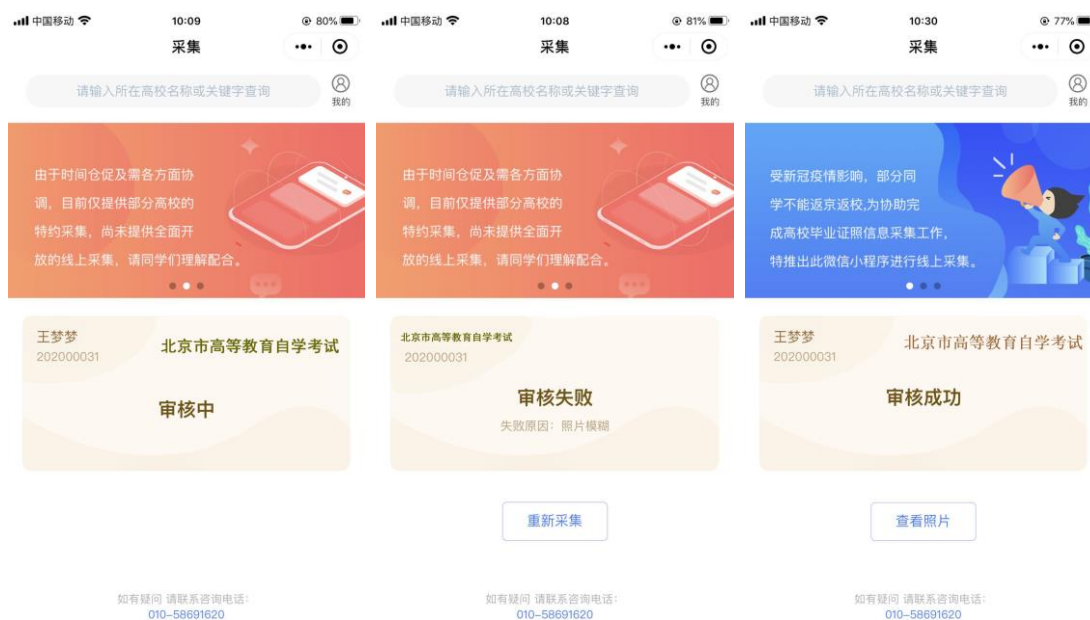 中国移动 10:09 80%
采集
请输入所在高校名称或关键字查询
我的
由于时间仓促及需各方面协
调，目前仅提供部分高校的
特约采集，尚未提供全面开
放的线上采集，请同学们理解配合。
王梦梦
202000031
北京市高等教育自学考试
审核中
如有疑问 请联系咨询电话：
010-58691620
中国移动 10:08 81%
采集
请输入所在高校名称或关键字查询
我的
由于时间仓促及需各方面协
调，目前仅提供部分高校的
特约采集，尚未提供全面开
放的线上采集，请同学们理解配合。
北京市高等教育自学考试
202000031
审核失败
失败原因：照片模糊
重新采集
如有疑问 请联系咨询电话：
010-58691620
中国移动 10:30 77%
采集
请输入所在高校名称或关键字查询
我的
受新冠疫情影响，部分同
学不能返京返校,为协助完
成高校毕业证照信息采集工作，
特推出此微信小程序进行线上采集。
王梦梦
202000031
北京市高等教育自学考试
审核成功
查看照片
如有疑问 请联系咨询电话：
010-58691620